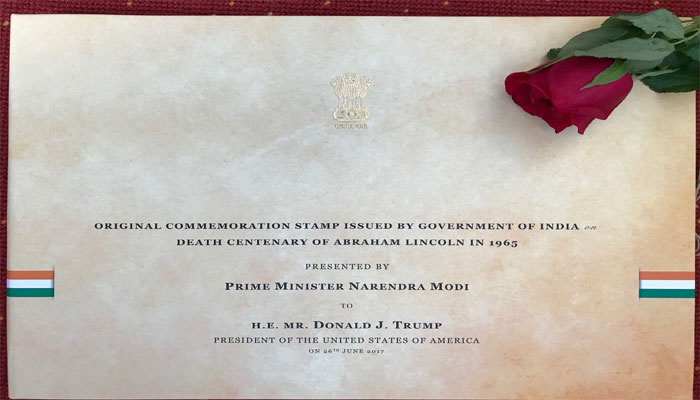 ORIGINAL COMMEMORATION STAMP ISSUED BY GOVERNMENT OF INDIA on
DEATH CENTENARY OF ABRAHAM LINCOLN IN 1965
PRESENTED BY
PRIME MINISTER NARENDRA MODI
TO
H.E. MR. DONALD J. TRUMP
PRESIDENT OF THE UNITED STATES OF AMERICA
ON 26TH JUNE 2017